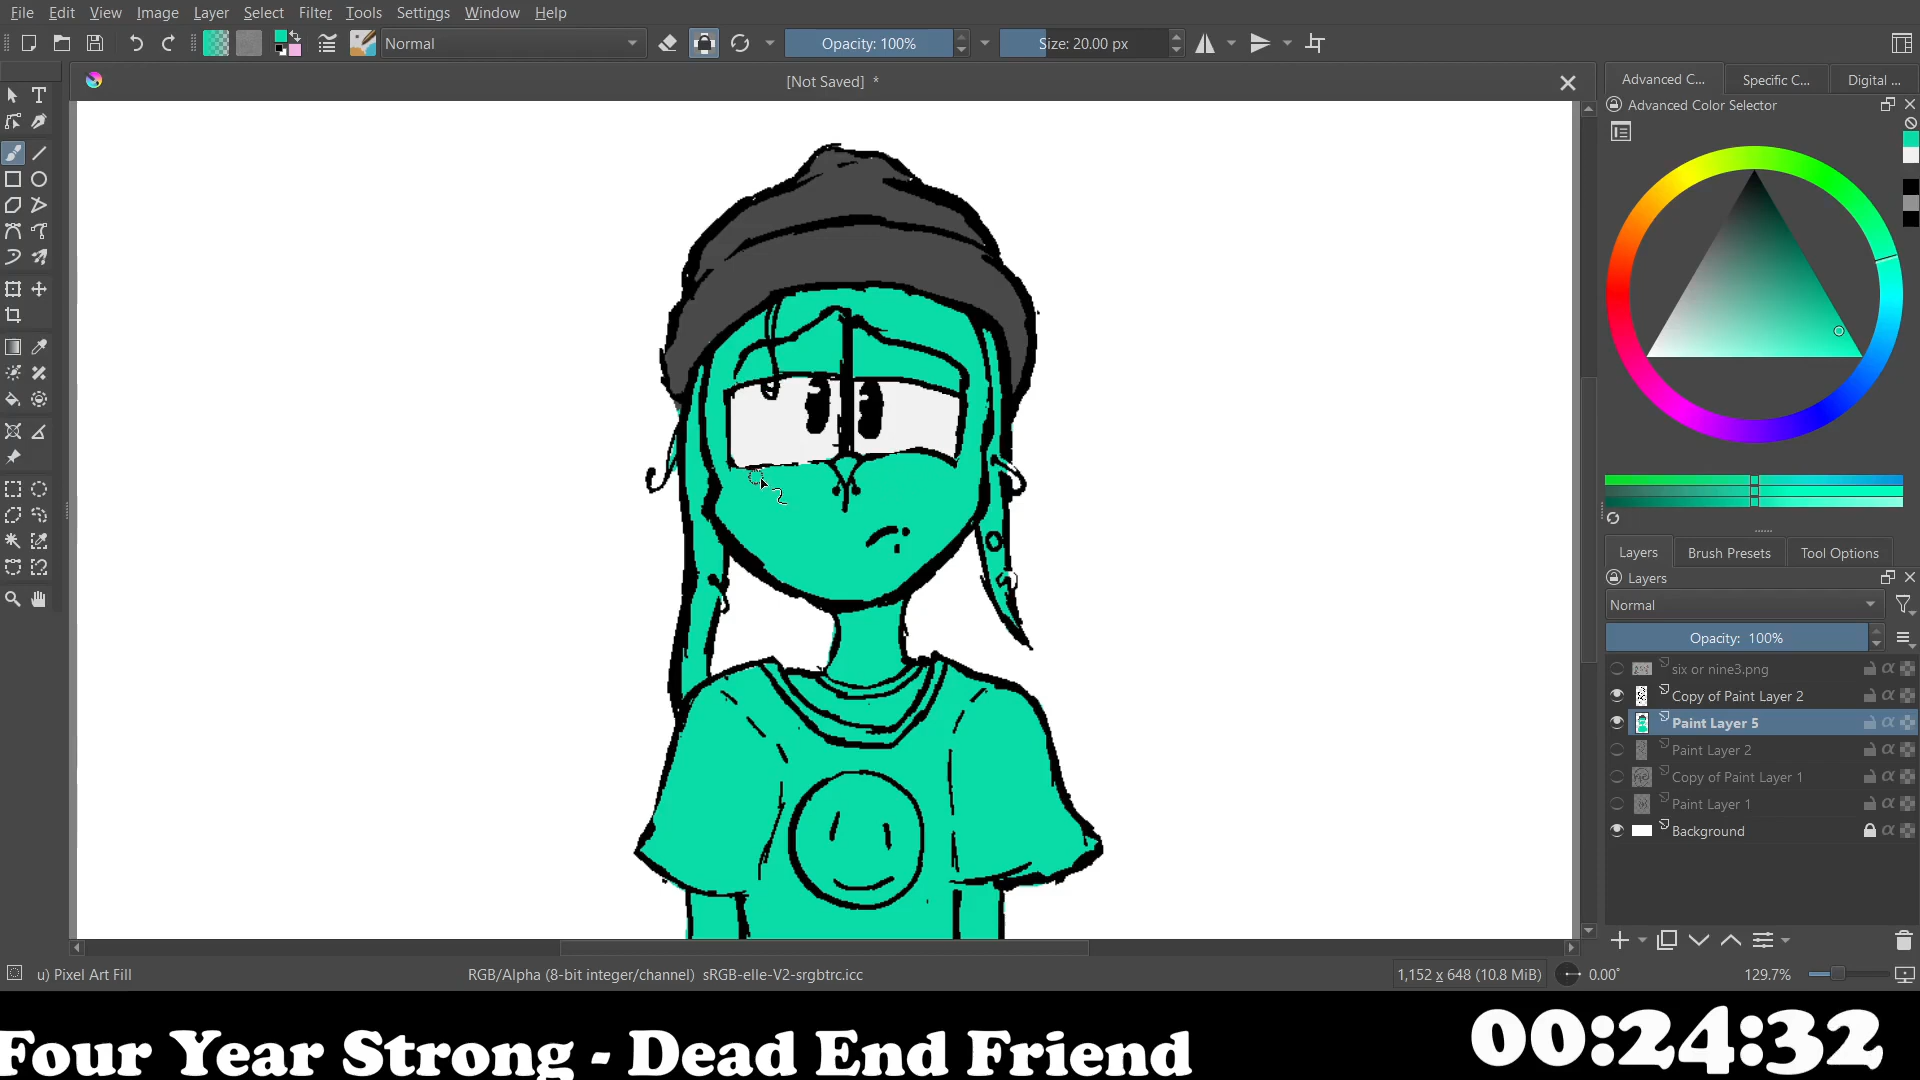 File Edit View Image Layer Select Filter Tools Settings Window Help
Normal Opacity: 100% Size: 20.00 px
[Not Saved] *
Advanced C... Specific C... Digital ...
Advanced Color Selector
Layers Brush Presets Tool Options
Layers
Normal
Opacity: 100%
six or nine3.png
Copy of Paint Layer 2
Paint Layer 5
Paint Layer 2
Copy of Paint Layer 1
Paint Layer 1
Background
u) Pixel Art Fill RGB/Alpha (8-bit integer/channel) sRGB-elle-V2-srgbtrc.icc 1,152 x 648 (10.8 MiB) 0.00° 129.7%
Four Year Strong - Dead End Friend 00:24:32